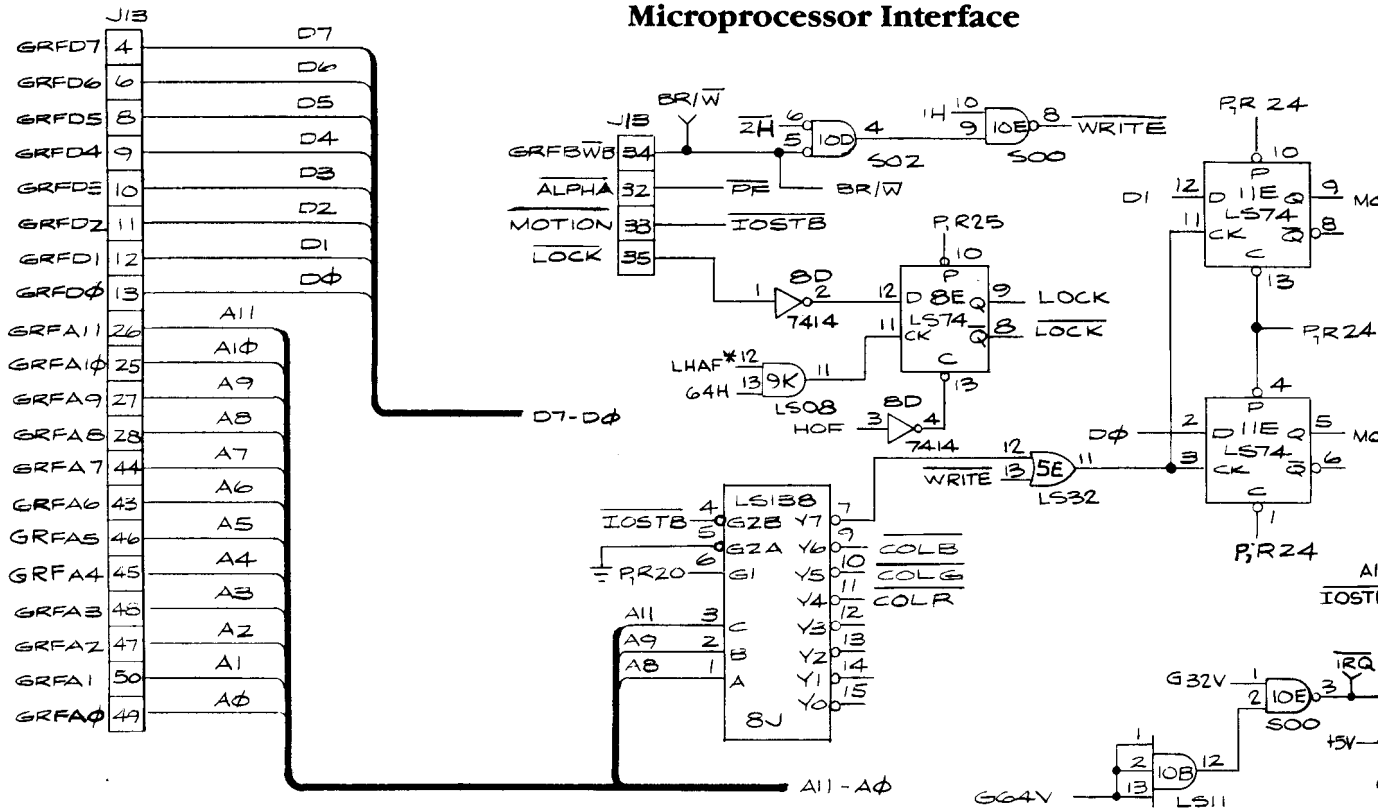 Microprocessor Interface
J13
GRFD7 4 D7
GRFD6 6 D6
GRFD5 8 D5
GRFD4 9 D4
GRFD3 10 D3
GRFD2 11 D2
GRFD1 12 D1
GRFDØ 13 DØ
GRFA11 26 A11
GRFA1Ø 25 A1Ø
GRFA9 27 A9
GRFA8 28 A8
GRFA7 44 A7
GRFA6 43 A6
GRFA5 46 A5
GRFA4 45 A4
GRFA3 48 A3
GRFA2 47 A2
GRFA1 50 A1
GRFAØ 49 AØ
D7-DØ
A11-AØ
J13
BR/W
GRFBWB 34
ALPHA 32 PF
MOTION 33 IOSTB
LOCK 35
2H 6
5
10D 4
S02
BR/W
1H 10
9
10E 8 WRITE
S00
1 8D 2
7414
P,R25
10
P
12 D 8E Q 9 LOCK
11 CK LS74 Q 8 LOCK
C
13
LHAF* 12
64H 13
9K 11
LS08
HOF 3 8D 4
7414
P,R 24
10
P
D1 12 D 11E Q 9 MO
11 CK LS74 Q 8
C
13
P,R24
4
P
DØ 2 D 11E Q 5 MO
3 CK LS74 Q 6
C
1
P,R24
12
WRITE 13
5E 11
LS32
LS138
IOSTB 4 G2B Y7 7
5 G2A Y6 9 COLB
P,R20 6 G1 Y5 10 COLG
Y4 11 COLR
A11 3 C Y3 12
A9 2 B Y2 13
A8 1 A Y1 14
Y0 15
8J
A1
IOSTB
IRQ
G32V 1
2
10E 3
S00
+5V
G64V
1
2
13
10B 12
LS11